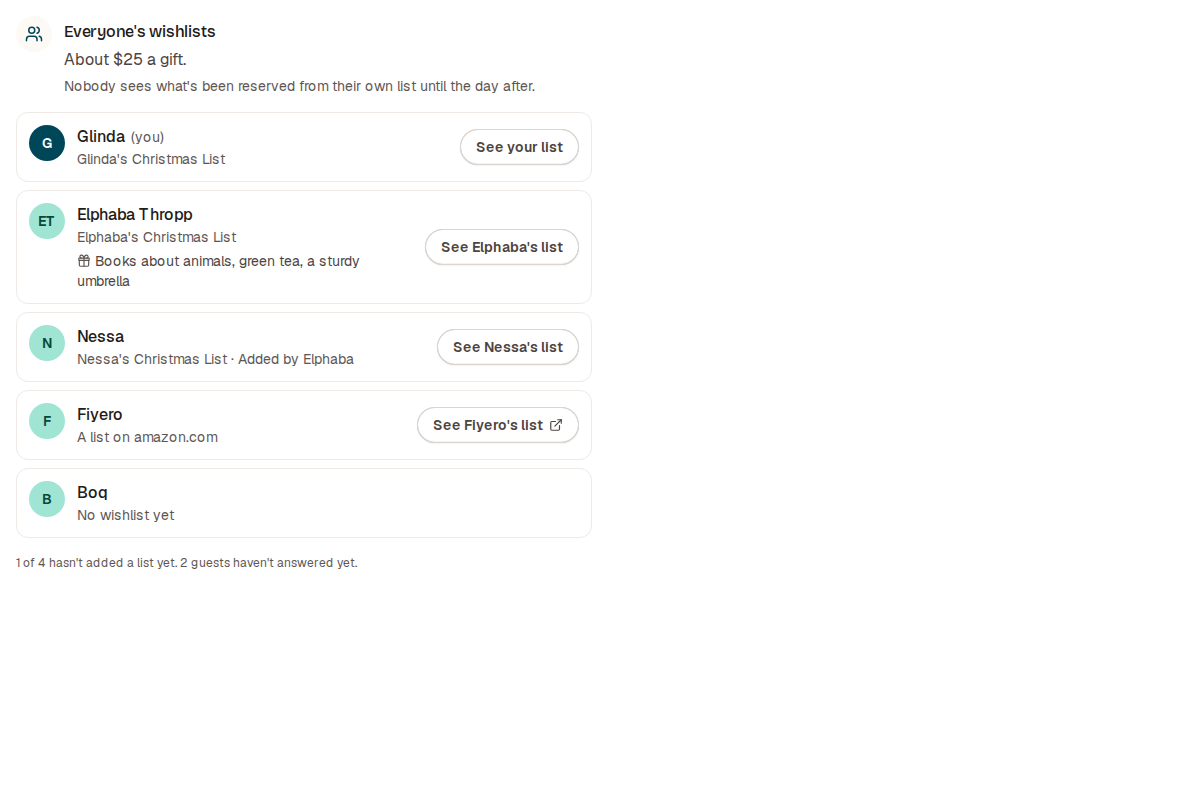 Everyone's wishlists
About $25 a gift.
Nobody sees what's been reserved from their own list until the day after.
G
Glinda (you)
Glinda's Christmas List
See your list
ET
Elphaba Thropp
Elphaba's Christmas List
Books about animals, green tea, a sturdy
umbrella
See Elphaba's list
N
Nessa
Nessa's Christmas List · Added by Elphaba
See Nessa's list
F
Fiyero
A list on amazon.com
See Fiyero's list
B
Boq
No wishlist yet
1 of 4 hasn't added a list yet. 2 guests haven't answered yet.